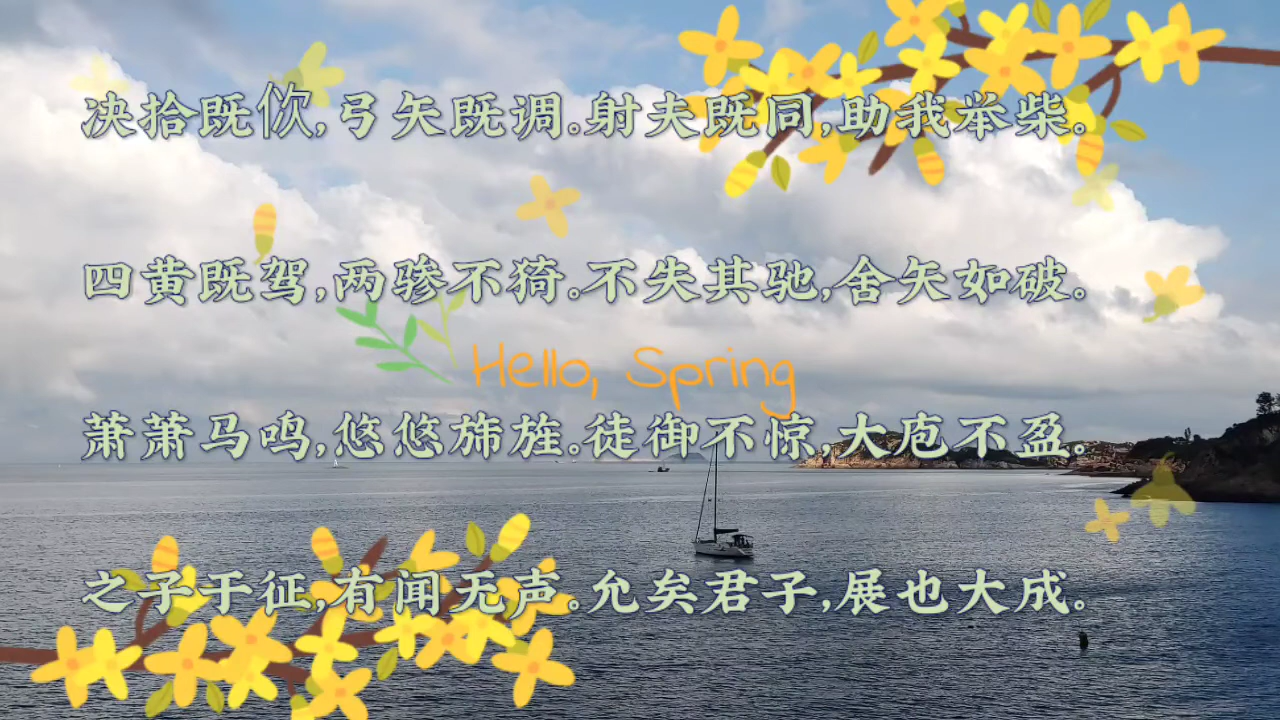 决拾既佽,弓矢既调。射夫既同,助我举柴。
四黄既驾,两骖不猗。不失其驰,舍矢如破。
Hello, Spring
萧萧马鸣,悠悠旆旌。徒御不惊,大庖不盈。
之子于征,有闻无声。允矣君子,展也大成。